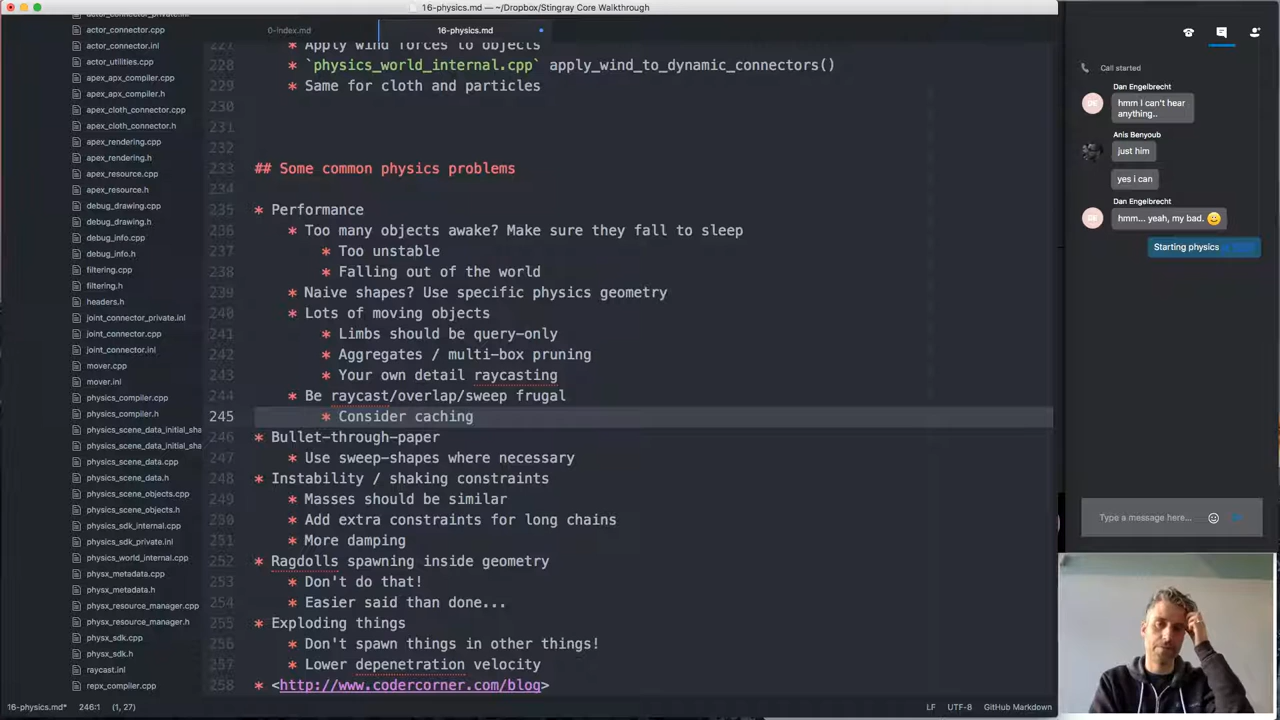 16-physics.md — ~/Dropbox/Stingray Core Walkthrough
0-index.md
16-physics.md
actor_connector.cpp
actor_connector.inl
actor_utilities.cpp
apex_apx_compiler.cpp
apex_apx_compiler.h
apex_cloth_connector.cpp
apex_cloth_connector.h
apex_rendering.cpp
apex_rendering.h
apex_resource.cpp
apex_resource.h
debug_drawing.cpp
debug_drawing.h
debug_info.cpp
debug_info.h
filtering.cpp
filtering.h
headers.h
joint_connector_private.inl
joint_connector.cpp
joint_connector.inl
mover.cpp
mover.inl
physics_compiler.cpp
physics_compiler.h
physics_scene_data_initial_sha
physics_scene_data_initial_sha
physics_scene_data.cpp
physics_scene_data.h
physics_scene_objects.cpp
physics_scene_objects.h
physics_sdk_internal.cpp
physics_sdk_private.inl
physics_world_internal.cpp
physx_metadata.cpp
physx_metadata.h
physx_resource_manager.cpp
physx_resource_manager.h
physx_sdk.cpp
physx_sdk.h
raycast.inl
repx_compiler.cpp
227 * Apply wind forces to objects
228 * `physics_world_internal.cpp` apply_wind_to_dynamic_connectors()
229 * Same for cloth and particles
230
231
232
233 ## Some common physics problems
234
235 * Performance
236 * Too many objects awake? Make sure they fall to sleep
237 * Too unstable
238 * Falling out of the world
239 * Naive shapes? Use specific physics geometry
240 * Lots of moving objects
241 * Limbs should be query-only
242 * Aggregates / multi-box pruning
243 * Your own detail raycasting
244 * Be raycast/overlap/sweep frugal
245 * Consider caching
246 * Bullet-through-paper
247 * Use sweep-shapes where necessary
248 * Instability / shaking constraints
249 * Masses should be similar
250 * Add extra constraints for long chains
251 * More damping
252 * Ragdolls spawning inside geometry
253 * Don't do that!
254 * Easier said than done...
255 * Exploding things
256 * Don't spawn things in other things!
257 * Lower depenetration velocity
258 * <http://www.codercorner.com/blog>
16-physics.md* 246:1 (1, 27)
LF UTF-8 GitHub Markdown
Call started
Dan Engelbrecht
hmm I can't hear
anything..
Anis Benyoub
just him
yes i can
Dan Engelbrecht
hmm... yeah, my bad.
Starting physics
Type a message here...